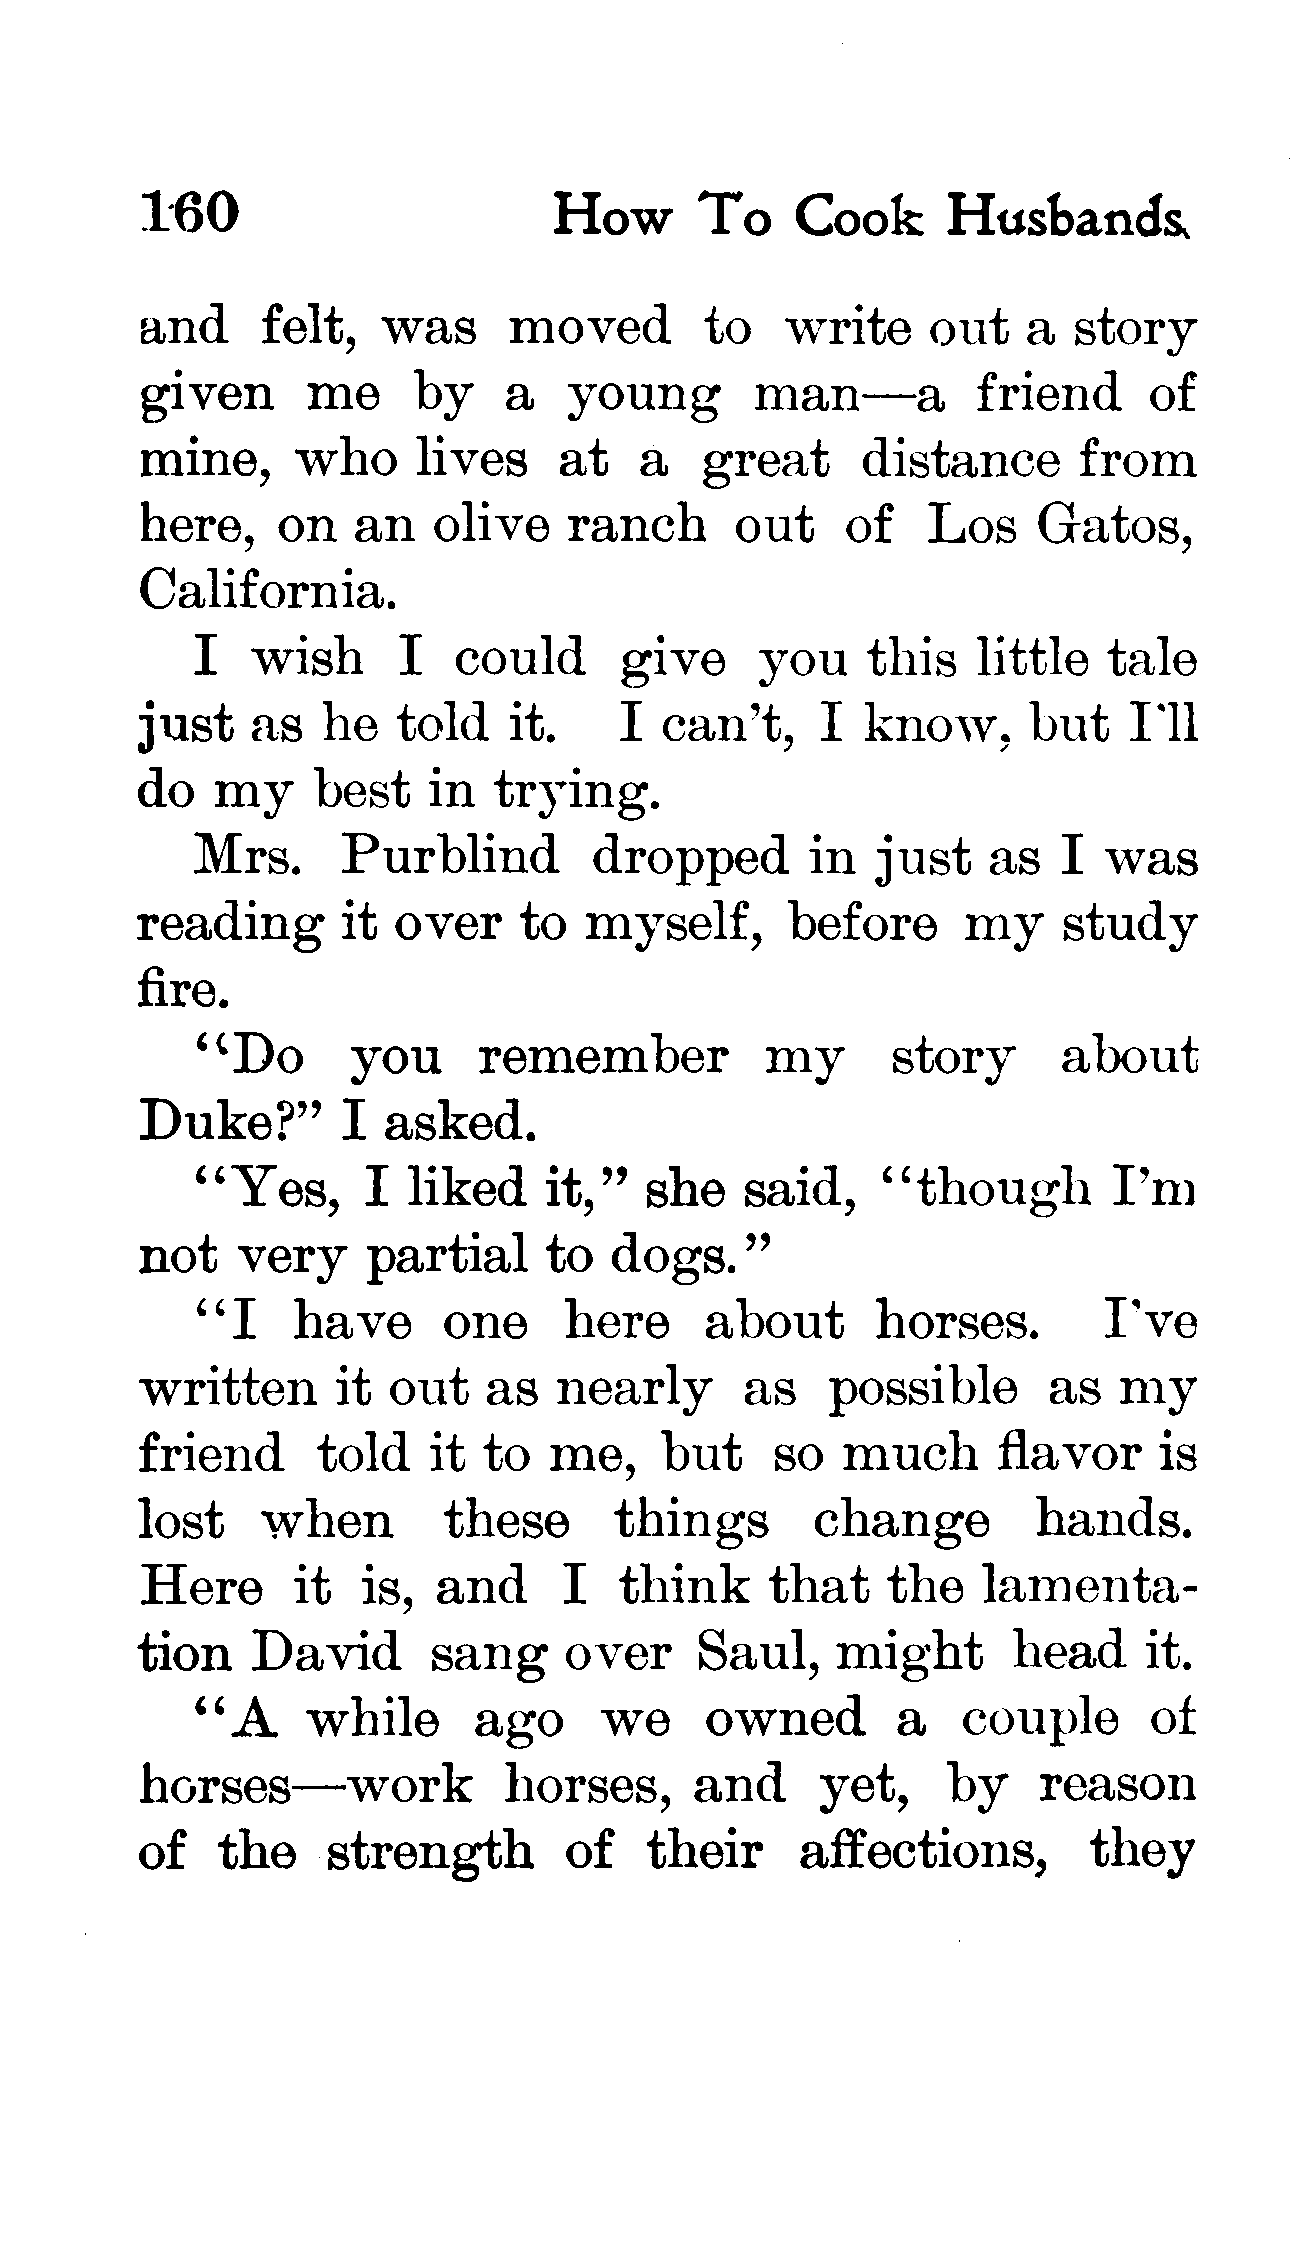 160 How To Cook Husbands
and felt, was moved to write out a story
given me by a young man—a friend of
mine, who lives at a great distance from
here, on an olive ranch out of Los Gatos,
California.
I wish I could give you this little tale
just as he told it. I can't, I know, but I'll
do my best in trying.
Mrs. Purblind dropped in just as I was
reading it over to myself, before my study
fire.
"Do you remember my story about
Duke?" I asked.
"Yes, I liked it," she said, "though I'm
not very partial to dogs."
"I have one here about horses. I've
written it out as nearly as possible as my
friend told it to me, but so much flavor is
lost when these things change hands.
Here it is, and I think that the lamenta-
tion David sang over Saul, might head it.
"A while ago we owned a couple of
horses—work horses, and yet, by reason
of the strength of their affections, they